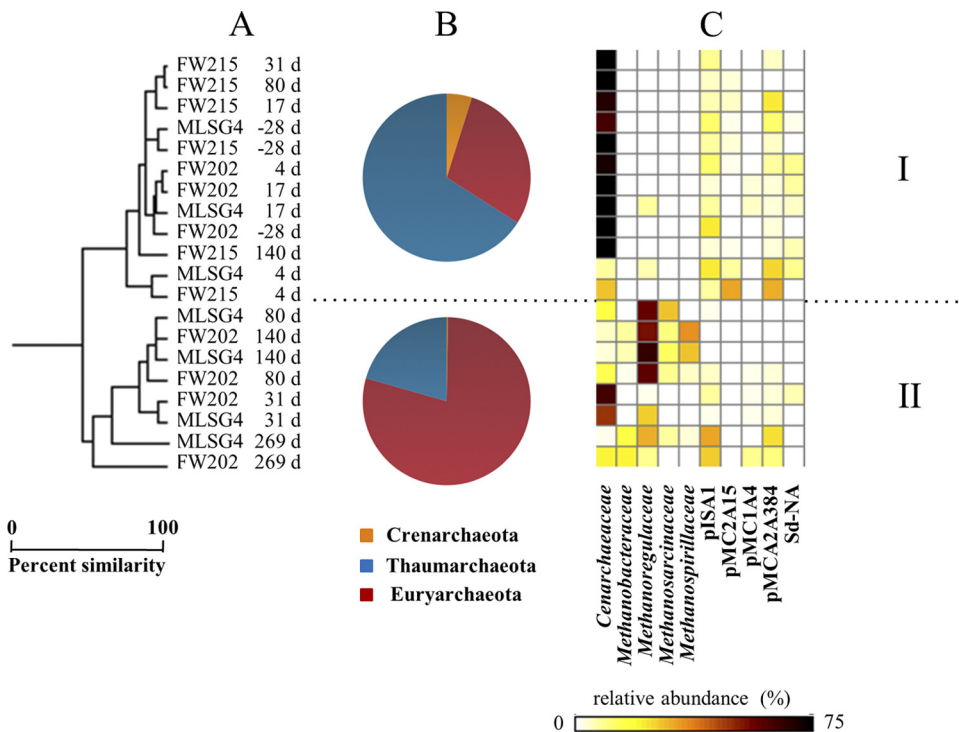 A B C
FW215 31 d
FW215 80 d
FW215 17 d
MLSG4 -28 d
FW215 -28 d
FW202 4 d
FW202 17 d
MLSG4 17 d
FW202 -28 d
FW215 140 d
MLSG4 4 d
FW215 4 d
MLSG4 80 d
FW202 140 d
MLSG4 140 d
FW202 80 d
FW202 31 d
MLSG4 31 d
MLSG4 269 d
FW202 269 d
I
II
0 100
Percent similarity
Crenarchaeota
Thaumarchaeota
Euryarchaeota
Cenarchaeaceae
Methanobacteraceae
Methanoregulaceae
Methanosarcinaceae
Methanospirillaceae
pISA1
pMC2A15
pMC1A4
pMCA2A384
Sd-NA
relative abundance (%)
0 75